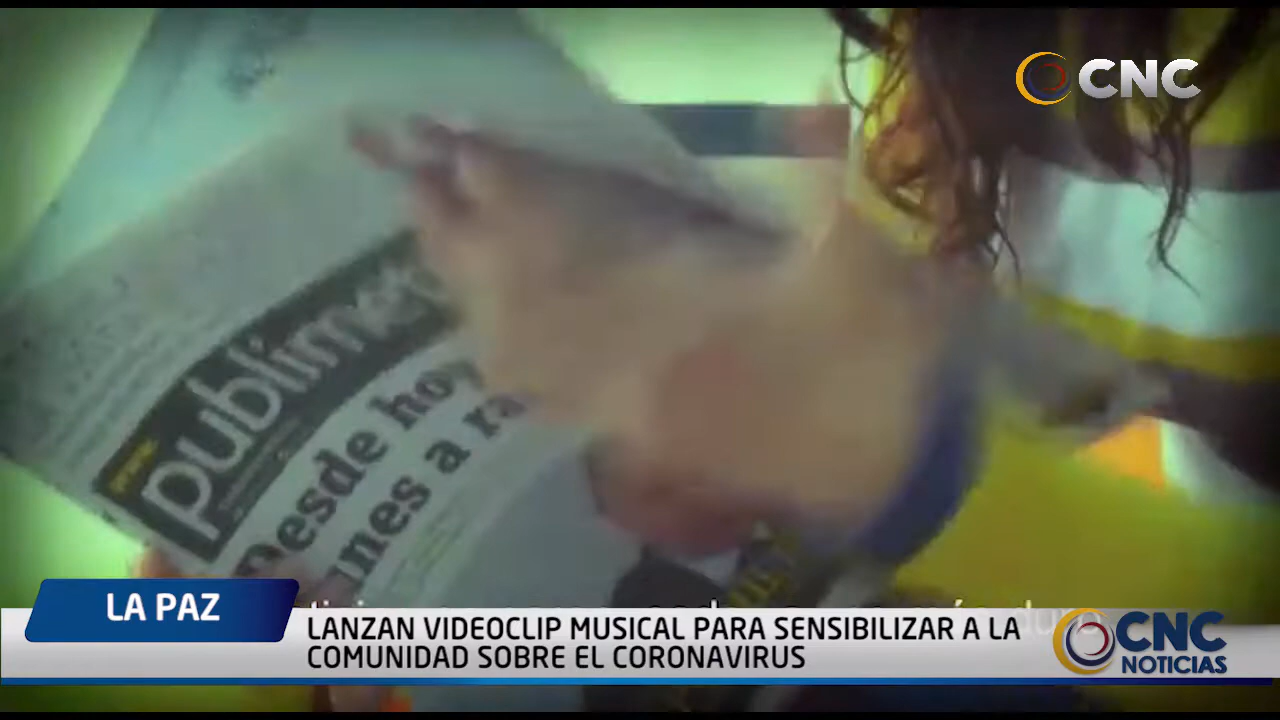 CNC
publimet
Desde hoy
nes a ra
LA PAZ
LANZAN VIDEOCLIP MUSICAL PARA SENSIBILIZAR A LA
COMUNIDAD SOBRE EL CORONAVIRUS
CNC
NOTICIAS